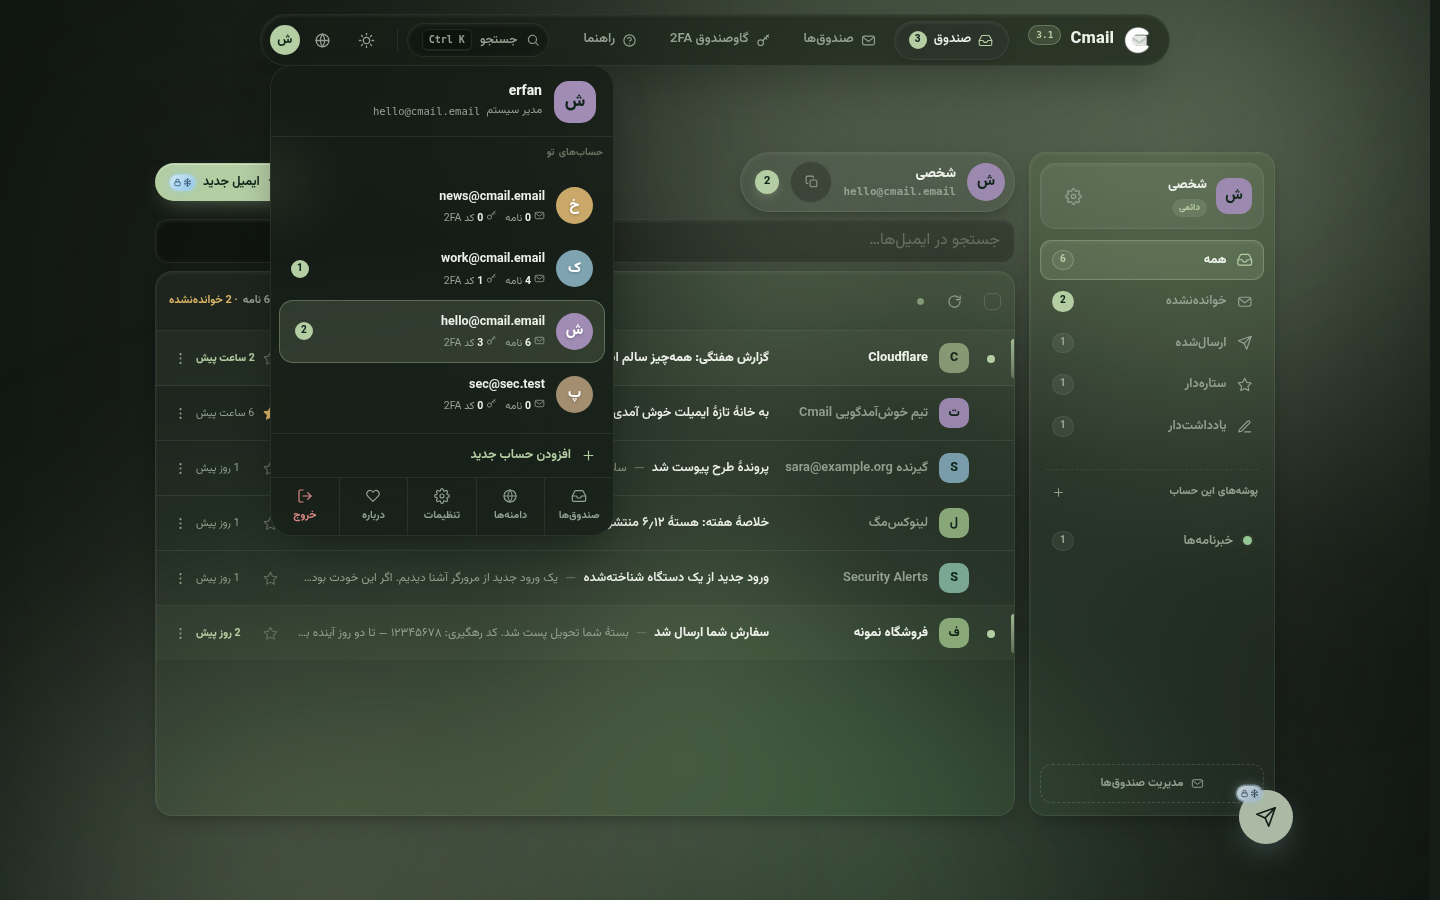 Cmail 3.1
صندوق 3
صندوق‌ها
گاوصندوق 2FA
راهنما
جستجو Ctrl K
ش
ش
erfan
مدیر سیستم hello@cmail.email
حساب‌های تو
خ
news@cmail.email
0 نامه 0 کد 2FA
ک
work@cmail.email
4 نامه 1 کد 2FA
1
ش
hello@cmail.email
6 نامه 3 کد 2FA
2
پ
sec@sec.test
0 نامه 0 کد 2FA
افزودن حساب جدید
صندوق‌ها
دامنه‌ها
تنظیمات
درباره
خروج
ش
شخصی
دائمی
همه 6
خوانده‌نشده 2
ارسال‌شده 1
ستاره‌دار 1
یادداشت‌دار 1
پوشه‌های این حساب
خبرنامه‌ها 1
مدیریت صندوق‌ها
ش
شخصی
hello@cmail.email
2
ایمیل جدید
جستجو در ایمیل‌ها...
6 نامه · 2 خوانده‌نشده
C Cloudflare گزارش هفتگی: همه‌چیز سالم 2 ساعت پیش
ت تیم خوش‌آمدگویی Cmail به خانهٔ تازهٔ ایمیلت خوش آمدی 6 ساعت پیش
S گیرنده sara@example.org پروندهٔ طرح پیوست شد — 1 روز پیش
ل لینوکس‌مگ خلاصهٔ هفته: هستهٔ ۶٫۱۲ 1 روز پیش
S Security Alerts ورود جدید از یک دستگاه شناخته‌شده — یک ورود جدید از مرورگر آشنا دیدیم. اگر این خودت بود... 1 روز پیش
ف فروشگاه نمونه سفارش شما ارسال شد — بستهٔ شما تحویل پست شد. کد رهگیری: ۱۲۳۴۵۶۷۸ — تا دو روز آینده ب... 2 روز پیش